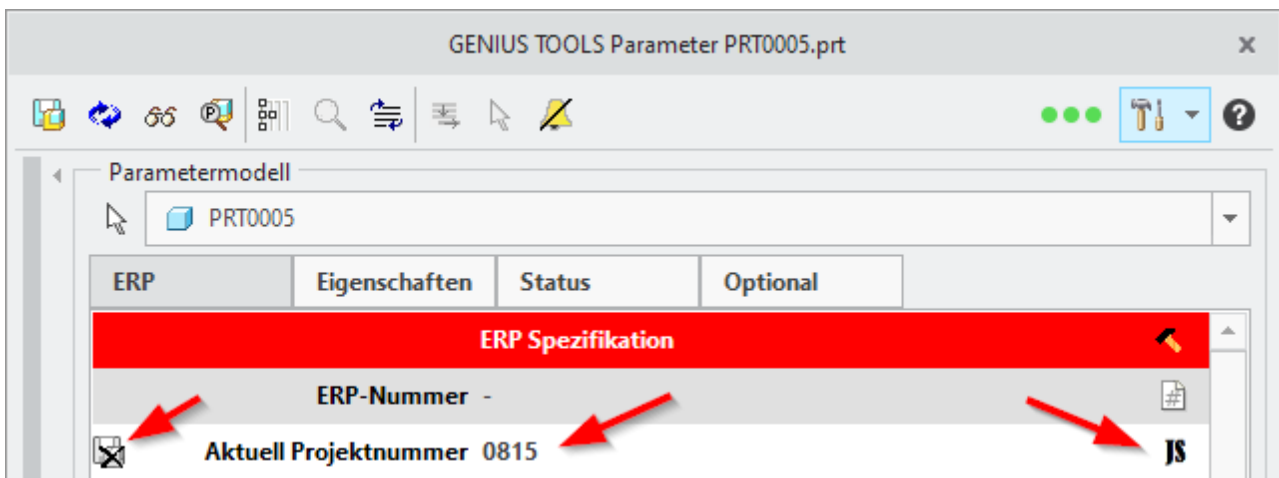 GENIUS TOOLS Parameter PRT0005.prt
Parametermodell
PRT0005
ERP Eigenschaften Status Optional
ERP Spezifikation
ERP-Nummer -
Aktuell Projektnummer 0815 JS